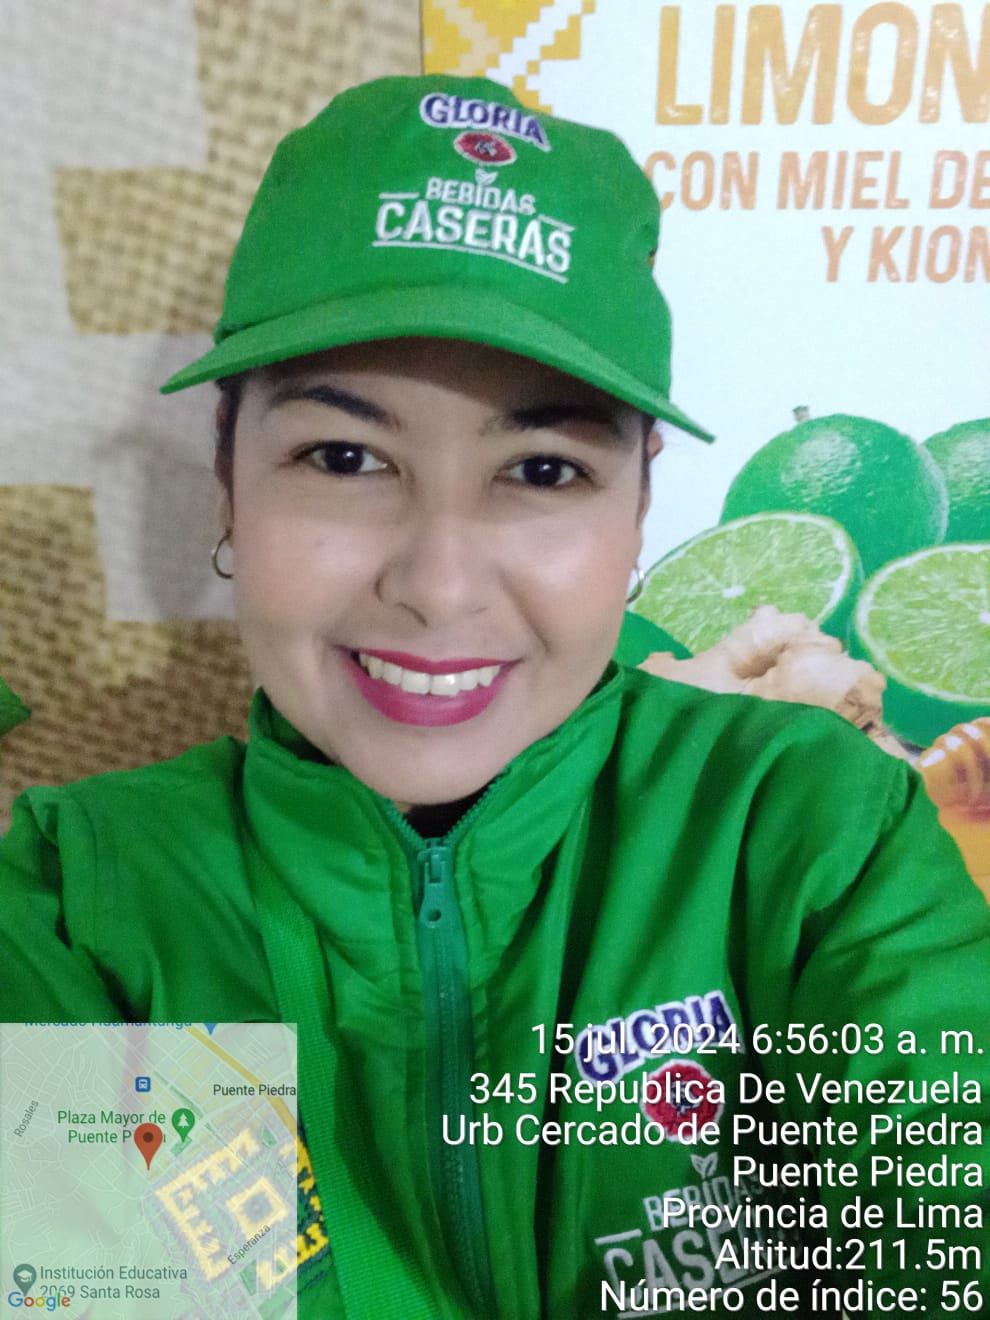 LIMON
CON MIEL DE
Y KION
GLORIA
BEBIDAS
CASERAS
GLORIA
BEBIDAS
15 jul. 2024 6:56:03 a. m.
345 Republica De Venezuela
Urb Cercado de Puente Piedra
Puente Piedra
Provincia de Lima
Altitud:211.5m
Número de índice: 56
Puente Piedra
Rosales
Plaza Mayor de
Esperanza
Institución Educativa
2069 Santa Rosa
Google